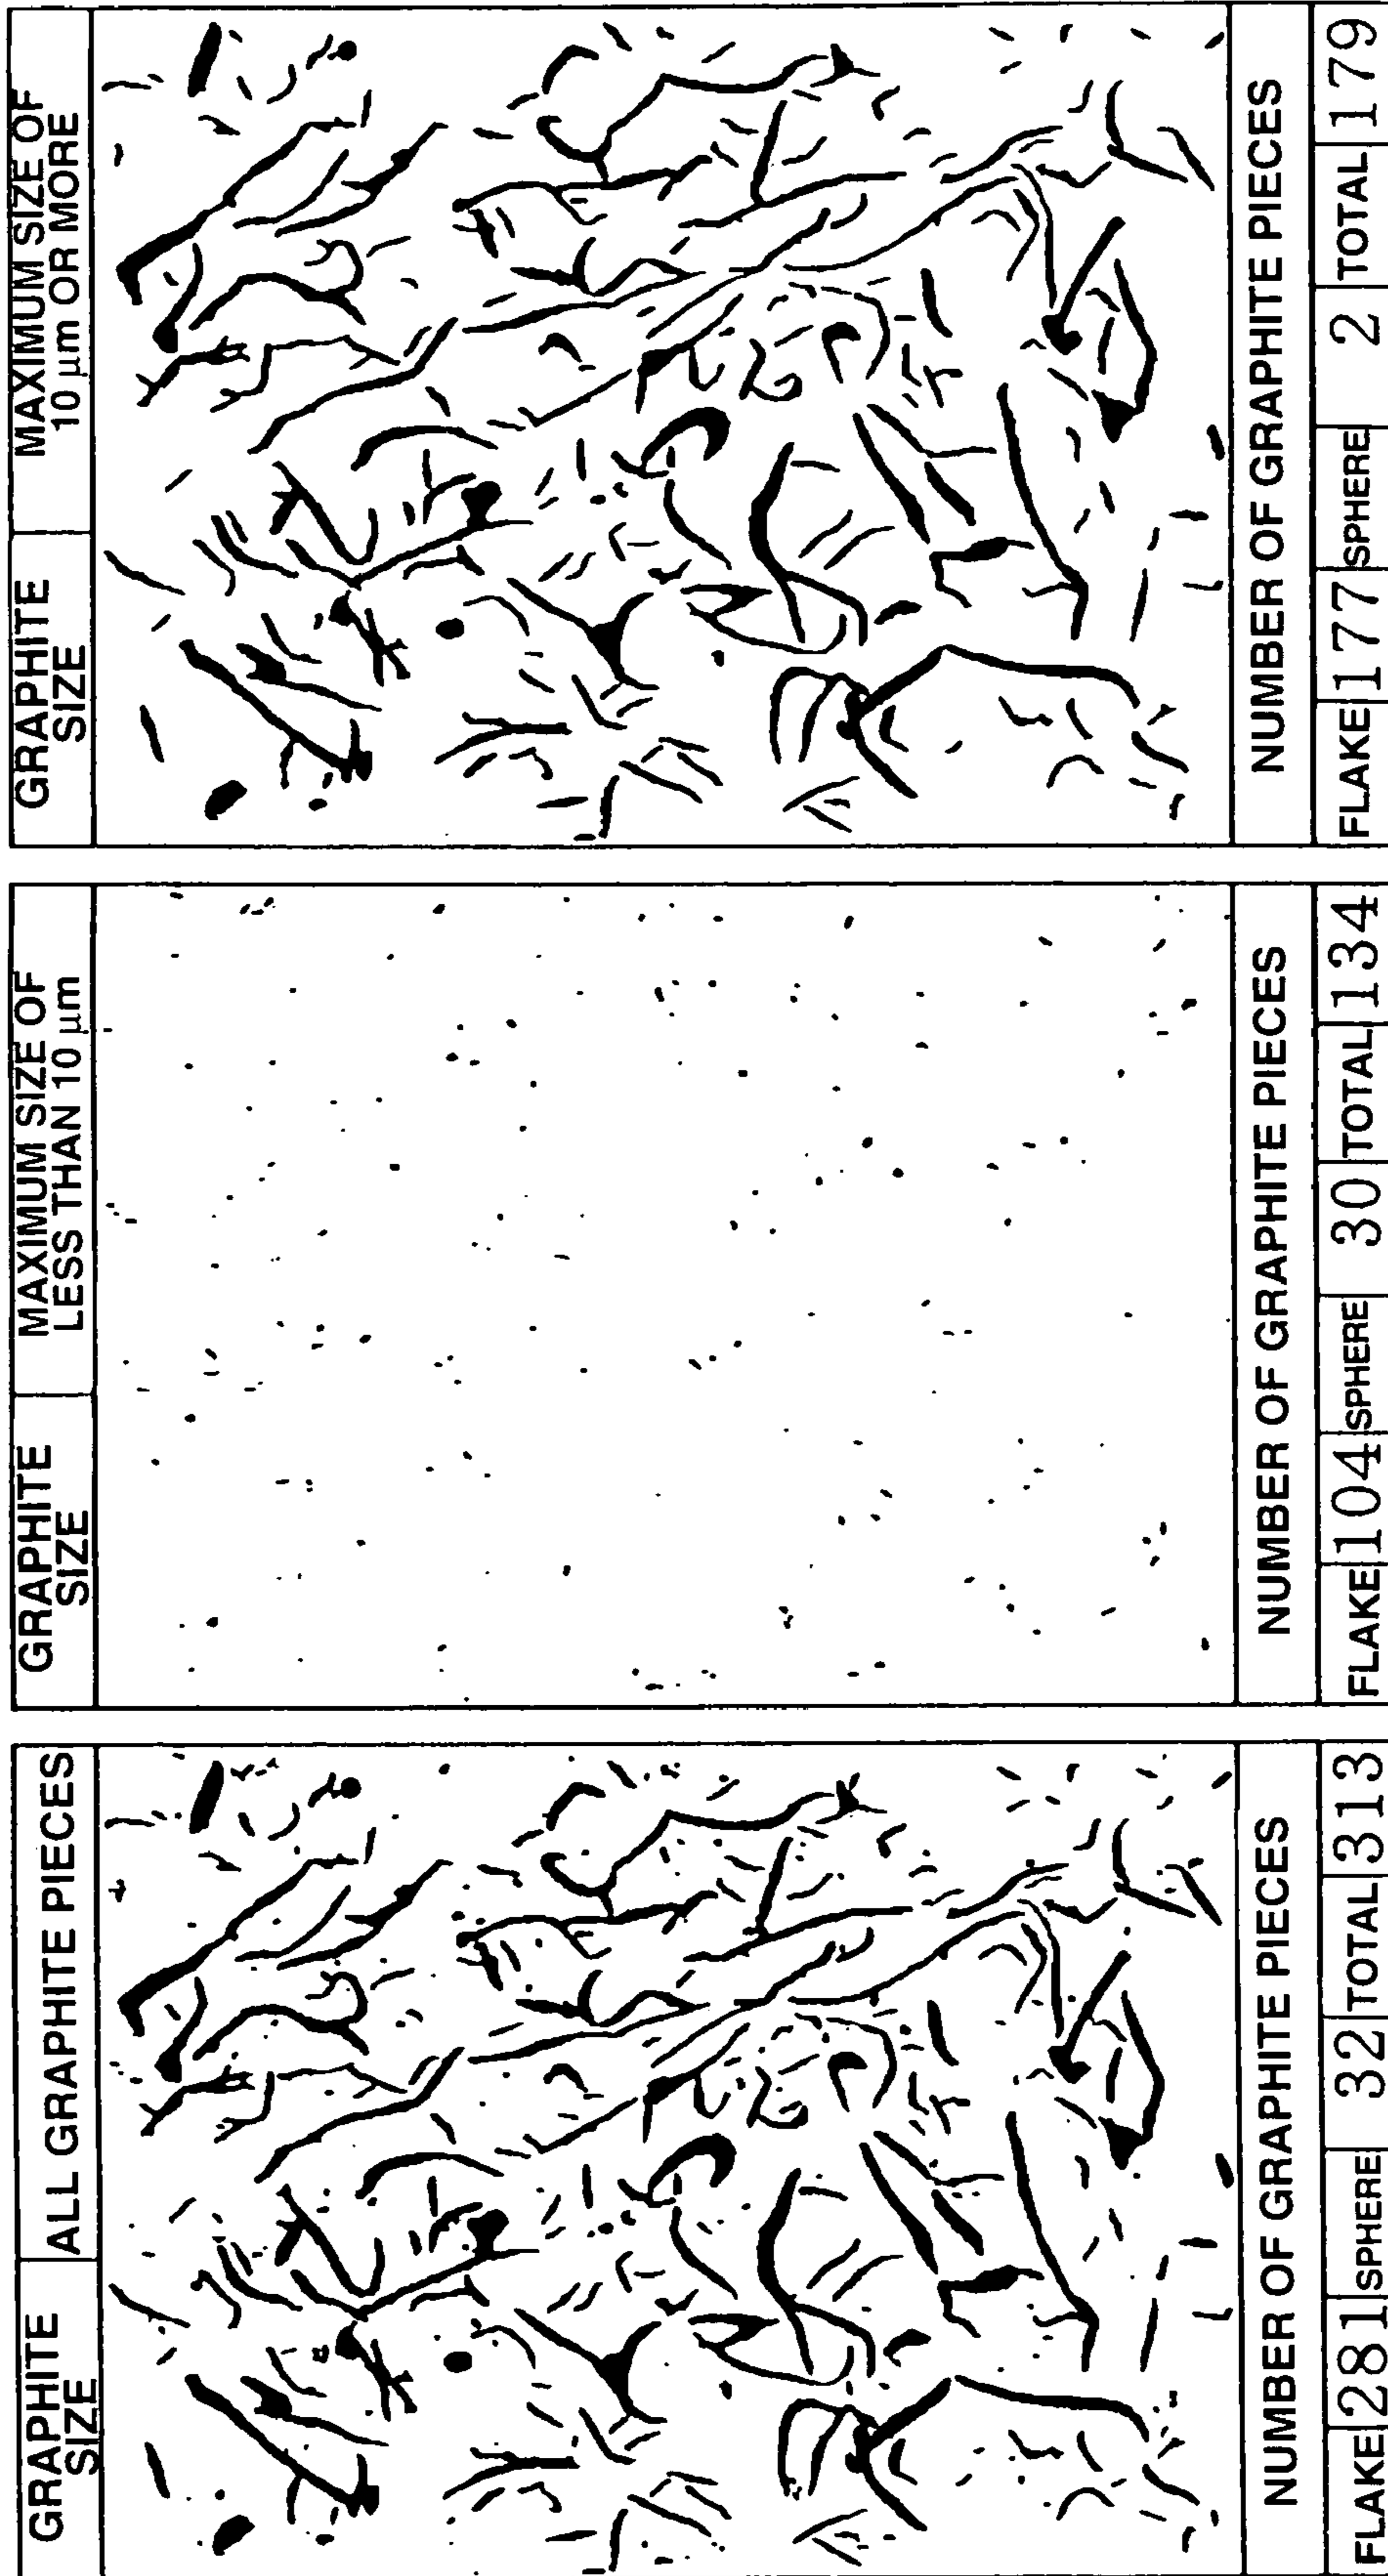 GRAPHITE
SIZE
ALL GRAPHITE PIECES
NUMBER OF GRAPHITE PIECES
FLAKE 281 SPHERE 32 TOTAL 313
GRAPHITE
SIZE
MAXIMUM SIZE OF
LESS THAN 10 μm
NUMBER OF GRAPHITE PIECES
FLAKE 104 SPHERE 30 TOTAL 134
GRAPHITE
SIZE
MAXIMUM SIZE OF
10 μm OR MORE
NUMBER OF GRAPHITE PIECES
FLAKE 177 SPHERE 2 TOTAL 179